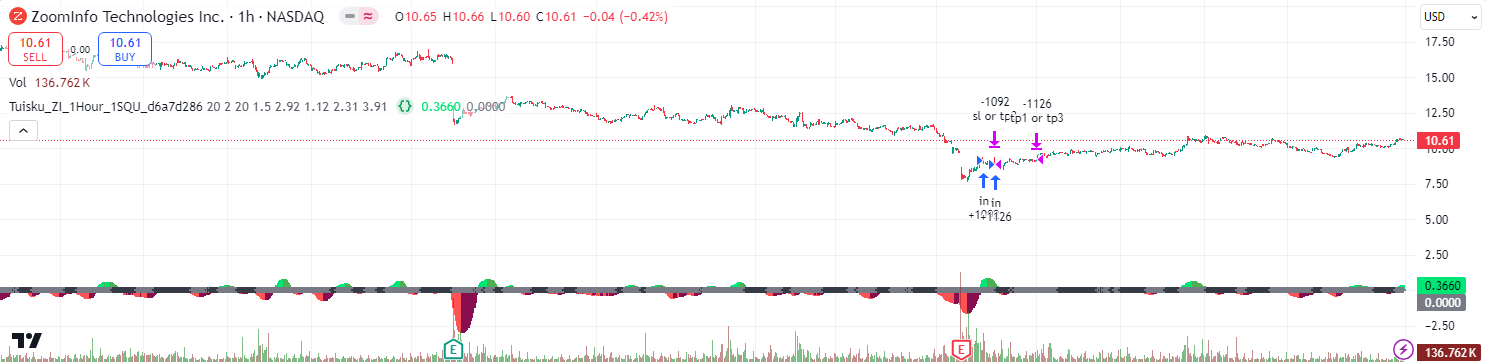 ZoomInfo Technologies Inc. · 1h · NASDAQ O10.65 H10.66 L10.60 C10.61 −0.04 (−0.42%)
USD
10.61
SELL
0.00
10.61
BUY
Vol 136.762 K
Tuisku_ZI_1Hour_1SQU_d6a7d286 20 2 20 1.5 2.92 1.12 2.31 3.91 0.3660 0.0000
17.50
15.00
12.50
10.61
10.00
7.50
5.00
2.50
0.3660
0.0000
−2.50
136.762 K
-1092
sl or
-1126
tp1 or tp3
in
in
+1126
E
E